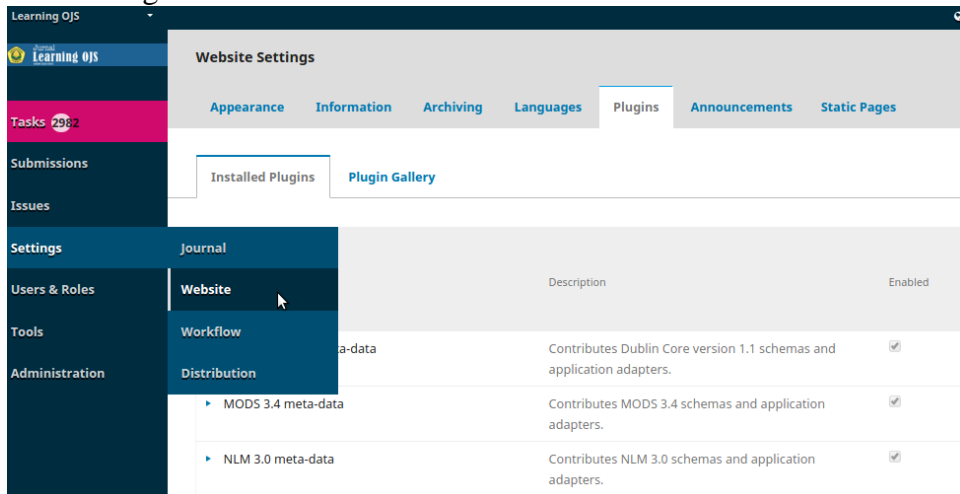 Learning OJS
Jurnal
Learning OJS
Website Settings
Appearance Information Archiving Languages Plugins Announcements Static Pages
Tasks 2982
Submissions
Installed Plugins Plugin Gallery
Issues
Settings
Journal
Users & Roles
Website
Description
Enabled
Tools
Workflow
ta-data
Contributes Dublin Core version 1.1 schemas and
application adapters.
Administration
Distribution
MODS 3.4 meta-data
Contributes MODS 3.4 schemas and application
adapters.
NLM 3.0 meta-data
Contributes NLM 3.0 schemas and application
adapters.